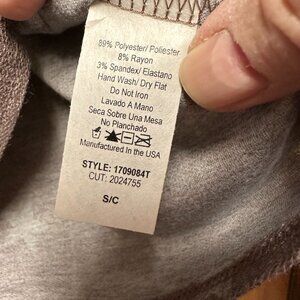 89% Polyester/ Poliester
8% Rayon
3% Spandex/ Elastano
Hand Wash/ Dry Flat
Do Not Iron
Lavado A Mano
Seca Sobre Una Mesa
No Planchado
Manufactured In the USA
STYLE: 1709084T
CUT: 2024755
S/C